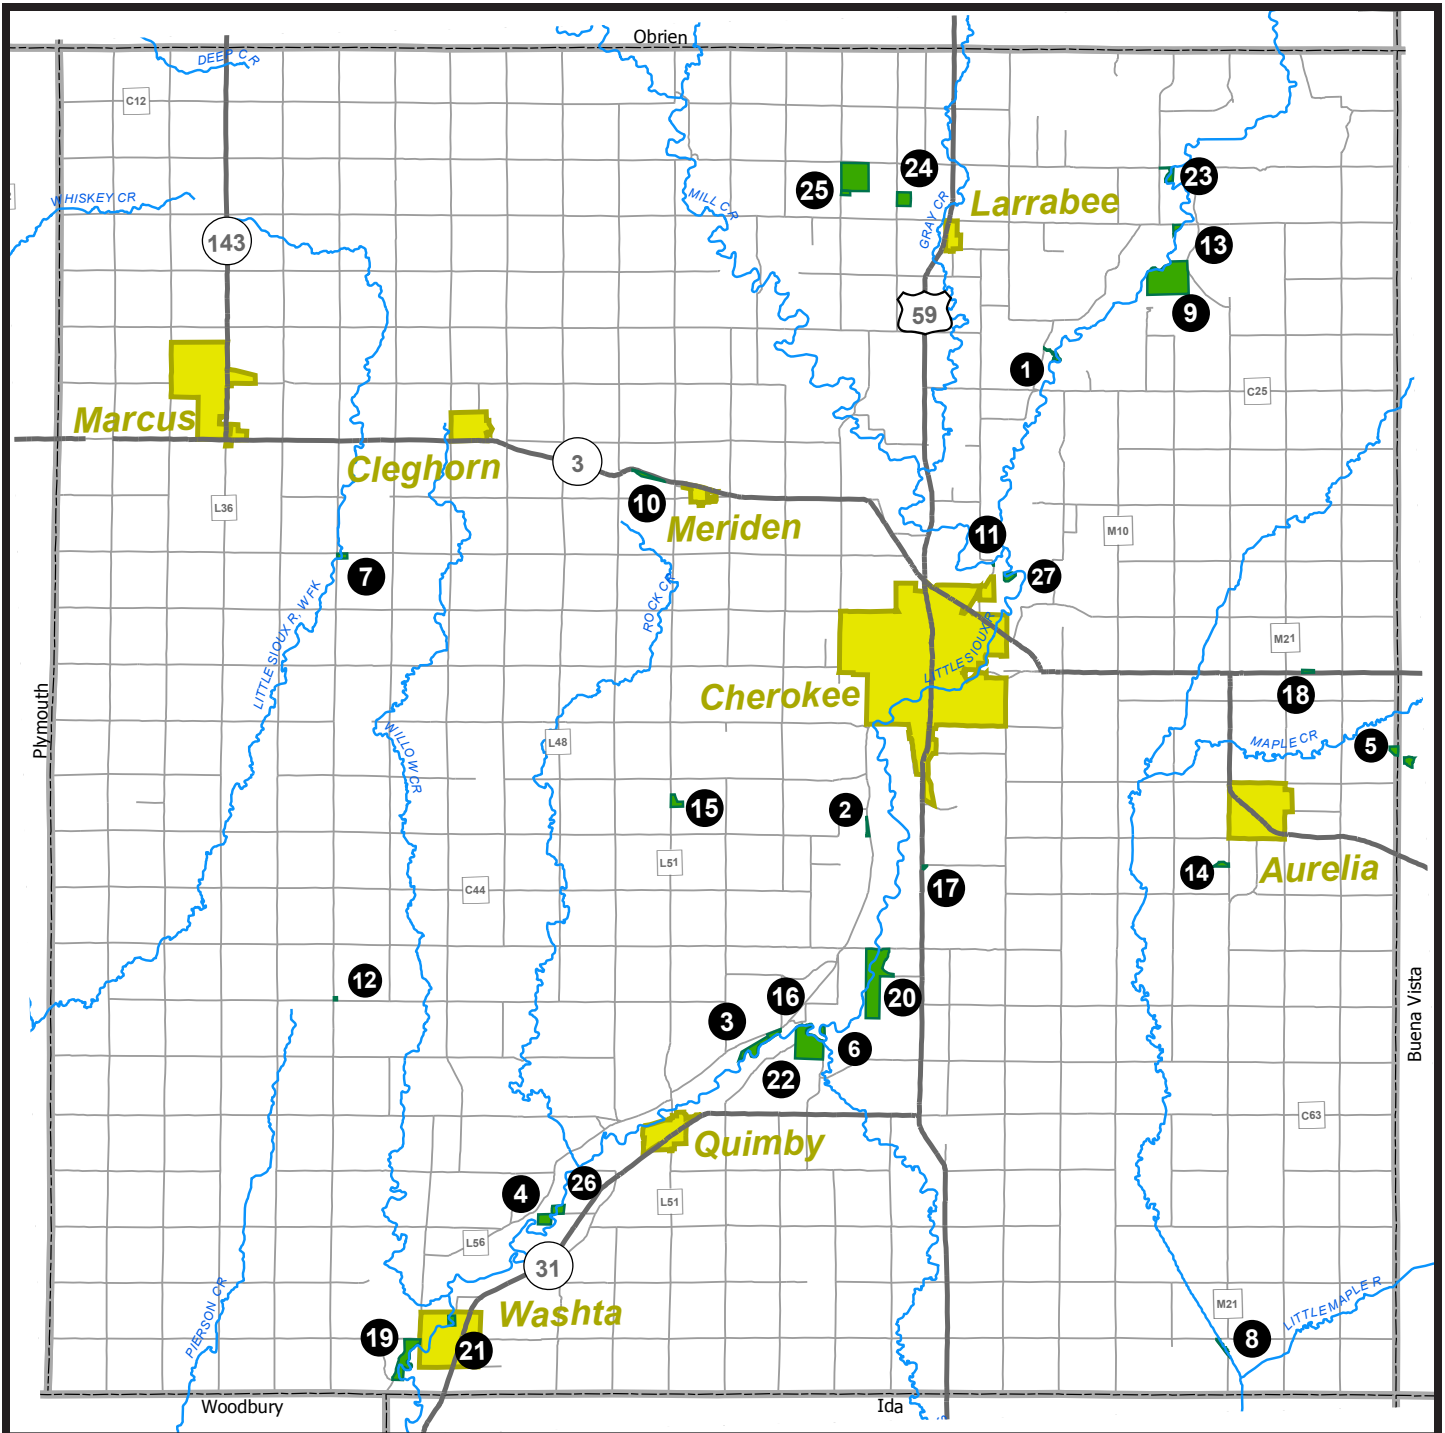 Obrien
DEEP CR
C12
WHISKEY CR
143
MILL CR
25
24
GRAY CR
Larrabee
23
13
9
59
1
C25
Marcus
Cleghorn
3
10
Meriden
L36
11
M10
7
27
LITTLE SIOUX R, W FK
ROCK CR
LITTLE SIOUX R
M21
Cherokee
18
Plymouth
WILLOW CR
L48
MAPLE CR
5
15
2
L51
C44
14
Aurelia
17
12
16
20
3
6
22
Buena Vista
C63
Quimby
4
26
L51
L56
31
Washta
PIERSON CR
M21
LITTLE MAPLE R
19
21
8
Woodbury
Ida